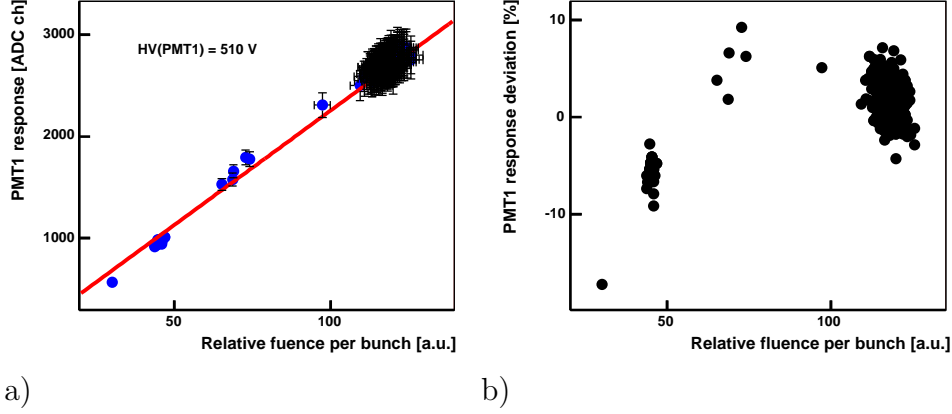 PMT1 response [ADC ch]
3000
2000
1000
HV(PMT1) = 510 V
50
100
Relative fuence per bunch [a.u.]
a)
PMT1 response deviation [%]
10
0
-10
50
100
Relative fluence per bunch [a.u.]
b)